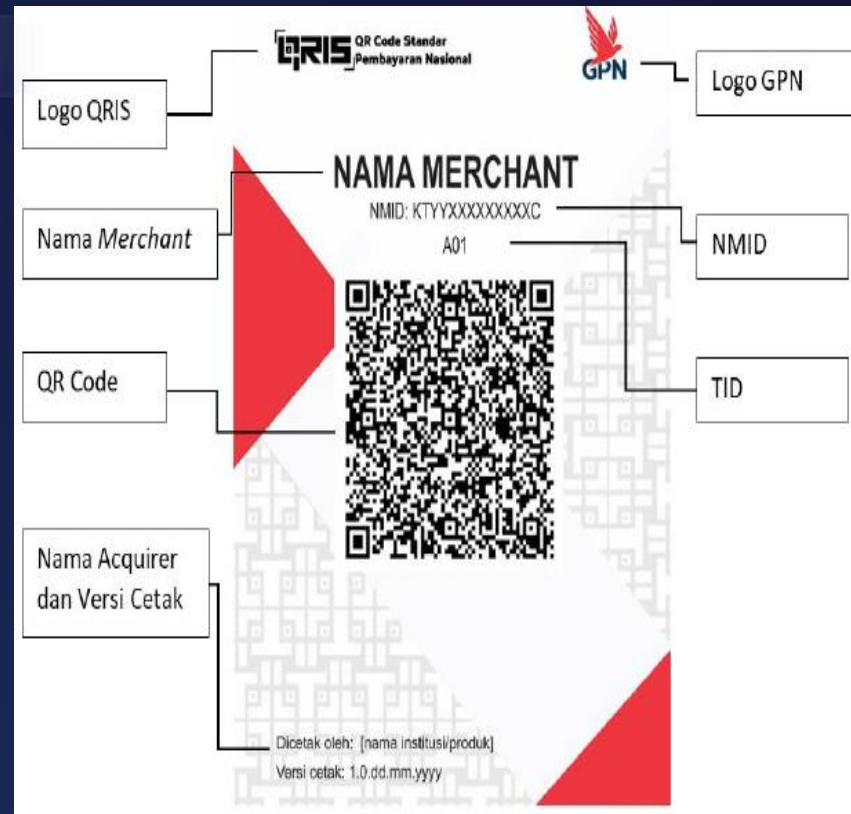 QRIS QR Code Standar
Pembayaran Nasional
GPN
Logo QRIS
Logo GPN
NAMA MERCHANT
NMID: KTYYXXXXXXXXXC
A01
Nama Merchant
NMID
QR Code
TID
Nama Acquirer
dan Versi Cetak
Dicetak oleh: [nama institusi/produk]
Versi cetak: 1.0.dd.mm.yyyy